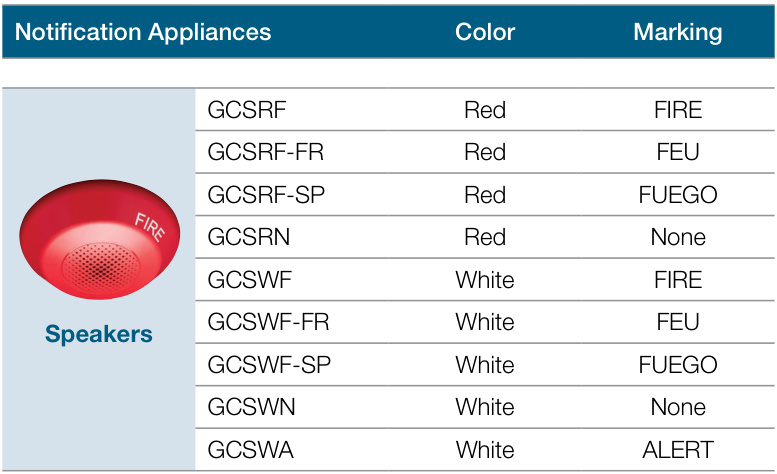 Notification Appliances Color Marking
GCSRF Red FIRE
GCSRF-FR Red FEU
GCSRF-SP Red FUEGO
GCSRN Red None
GCSWF White FIRE
GCSWF-FR White FEU
GCSWF-SP White FUEGO
GCSWN White None
GCSWA White ALERT
FIRE
Speakers